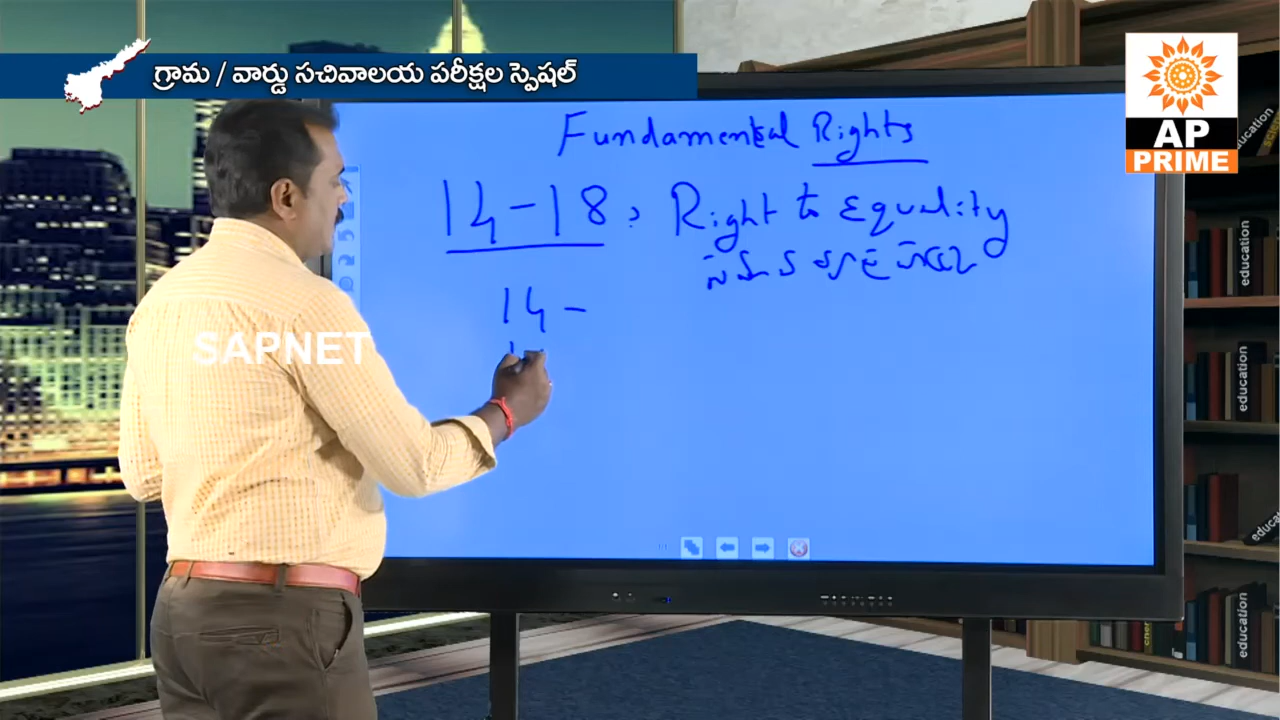 గ్రామ / వార్డు సచివాలయ పరీక్షల స్పెషల్
AP
PRIME
Fundamental Rights
14-18 : Right to Equality
14 -
SAPNET
education
education
education
education